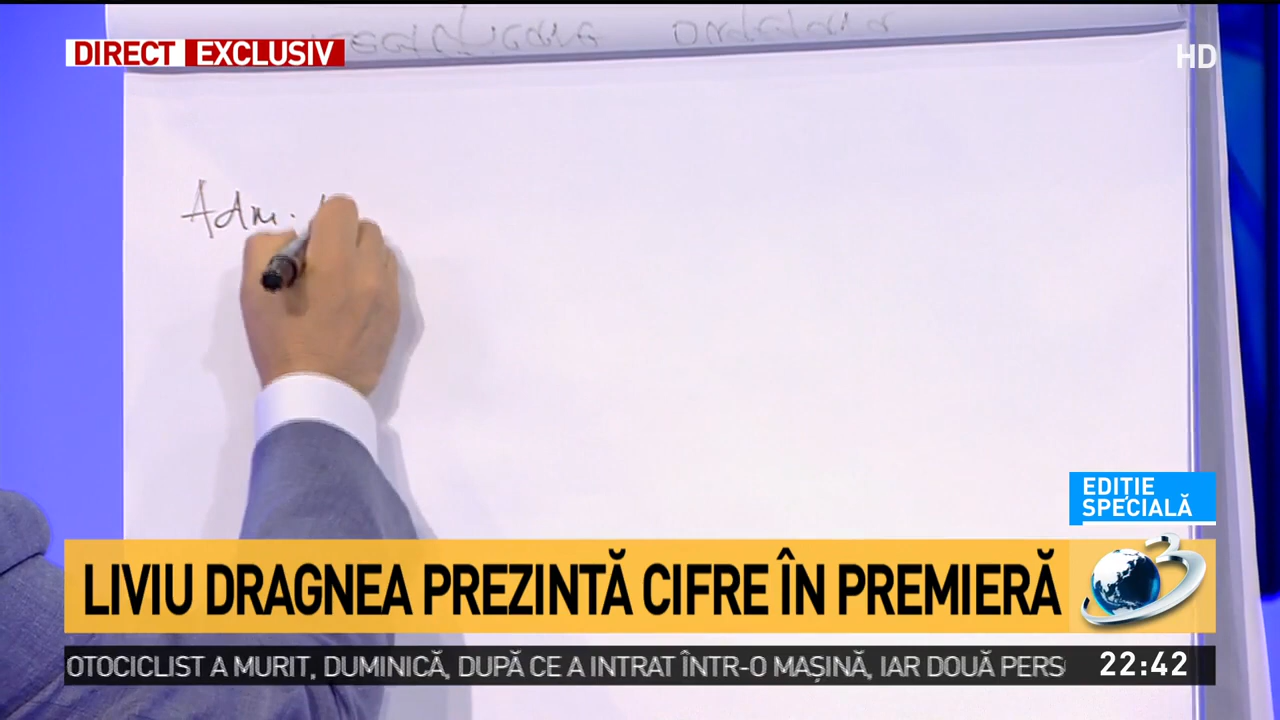 DIRECT EXCLUSIV
HD
Adm.
EDIȚIE
SPECIALĂ
LIVIU DRAGNEA PREZINTĂ CIFRE ÎN PREMIERĂ
3
OTOCICLIST A MURIT, DUMINICĂ, DUPĂ CE A INTRAT ÎNTR-O MAȘINĂ, IAR DOUĂ PERS
22:42